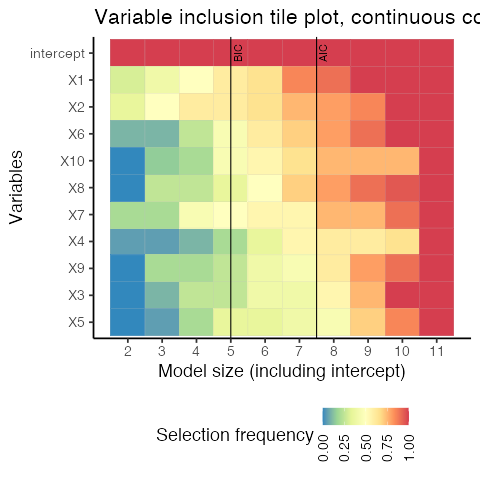 Variable inclusion tile plot, continuous co
BIC
AIC
intercept
X1
X2
X6
X10
X8
X7
X4
X9
X3
X5
Variables
2 3 4 5 6 7 8 9 10 11
Model size (including intercept)
Selection frequency
0.00 0.25 0.50 0.75 1.00